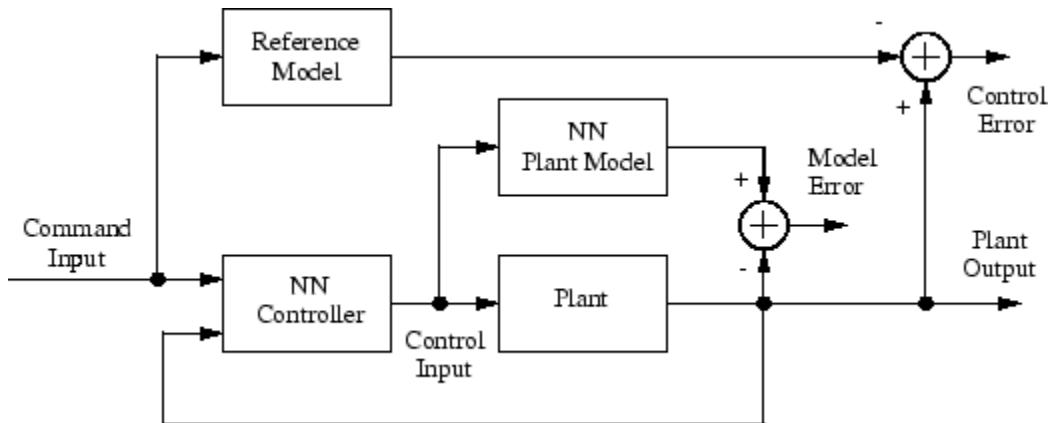 Reference
Model
-
+
Control
Error
NN
Plant Model
+
Model
Error
-
Command
Input
NN
Controller
Control
Input
Plant
Plant
Output